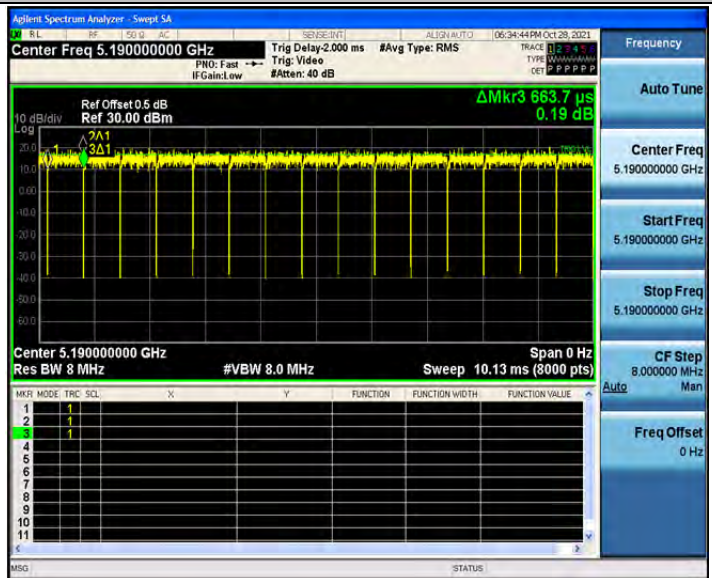 Agilent Spectrum Analyzer - Swept SA
RL RF 50 Ω AC SENSE:INT ALIGN AUTO 06:34:44 PM Oct 28, 2021
Center Freq 5.190000000 GHz
PNO: Fast
IFGain:Low
Trig Delay-2.000 ms
Trig: Video
#Atten: 40 dB
#Avg Type: RMS
TRACE 1 2 3 4 5 6
TYPE
DET P P P P P P
ΔMkr3 663.7 µs
0.19 dB
Ref Offset 0.5 dB
10 dB/div Ref 30.00 dBm
Log
20.0
10.0
0.00
-10.0
-20.0
-30.0
-40.0
-60.0
1
2Δ1
3Δ1
Center 5.190000000 GHz Span 0 Hz
Res BW 8 MHz #VBW 8.0 MHz Sweep 10.13 ms (8000 pts)
MKR MODE TRC SCL X Y FUNCTION FUNCTION WIDTH FUNCTION VALUE
1 1
2 1
3 1
4
5
6
7
8
9
10
11
MSG STATUS
Frequency
Auto Tune
Center Freq
5.190000000 GHz
Start Freq
5.190000000 GHz
Stop Freq
5.190000000 GHz
CF Step
8.000000 MHz
Auto Man
Freq Offset
0 Hz